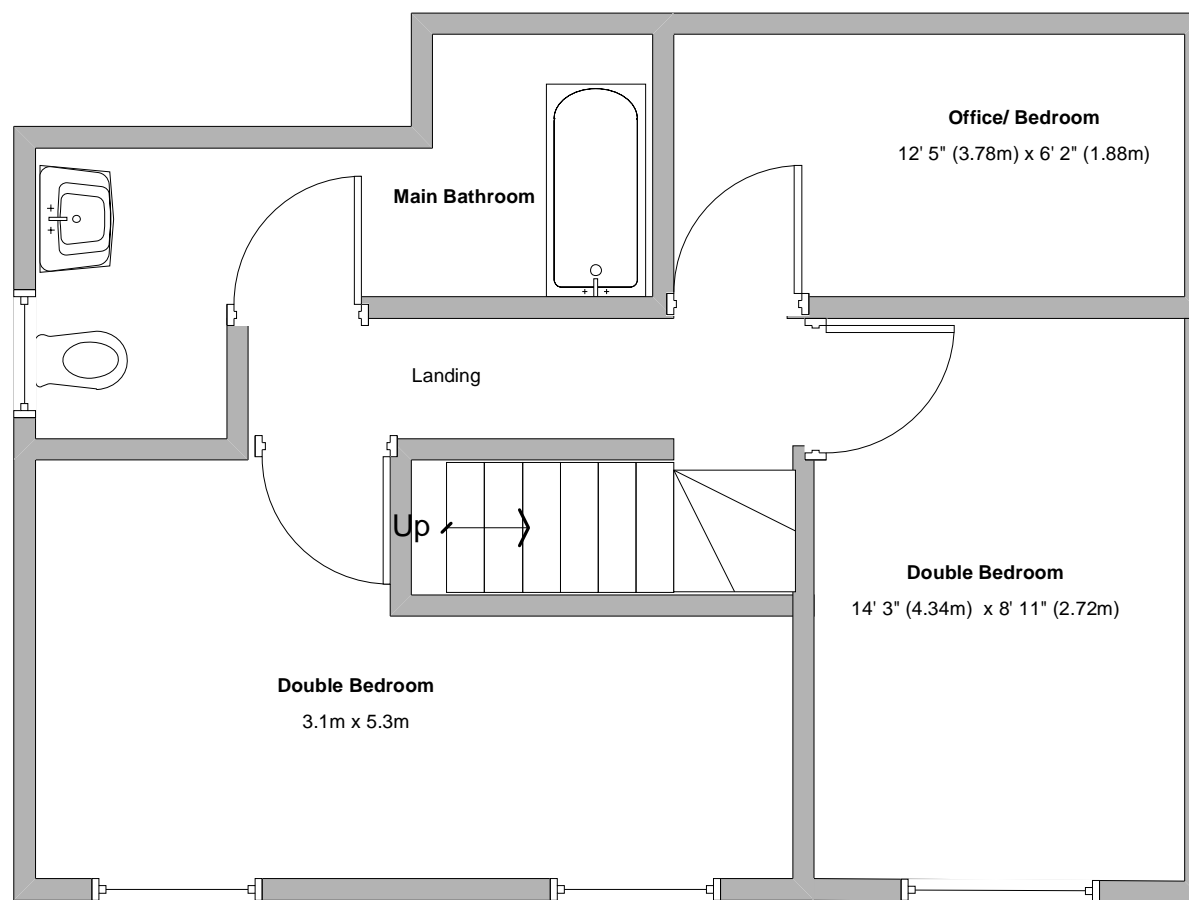 Office/ Bedroom
12' 5" (3.78m) x 6' 2" (1.88m)
Main Bathroom
Landing
Up
Double Bedroom
14' 3" (4.34m) x 8' 11" (2.72m)
Double Bedroom
3.1m x 5.3m